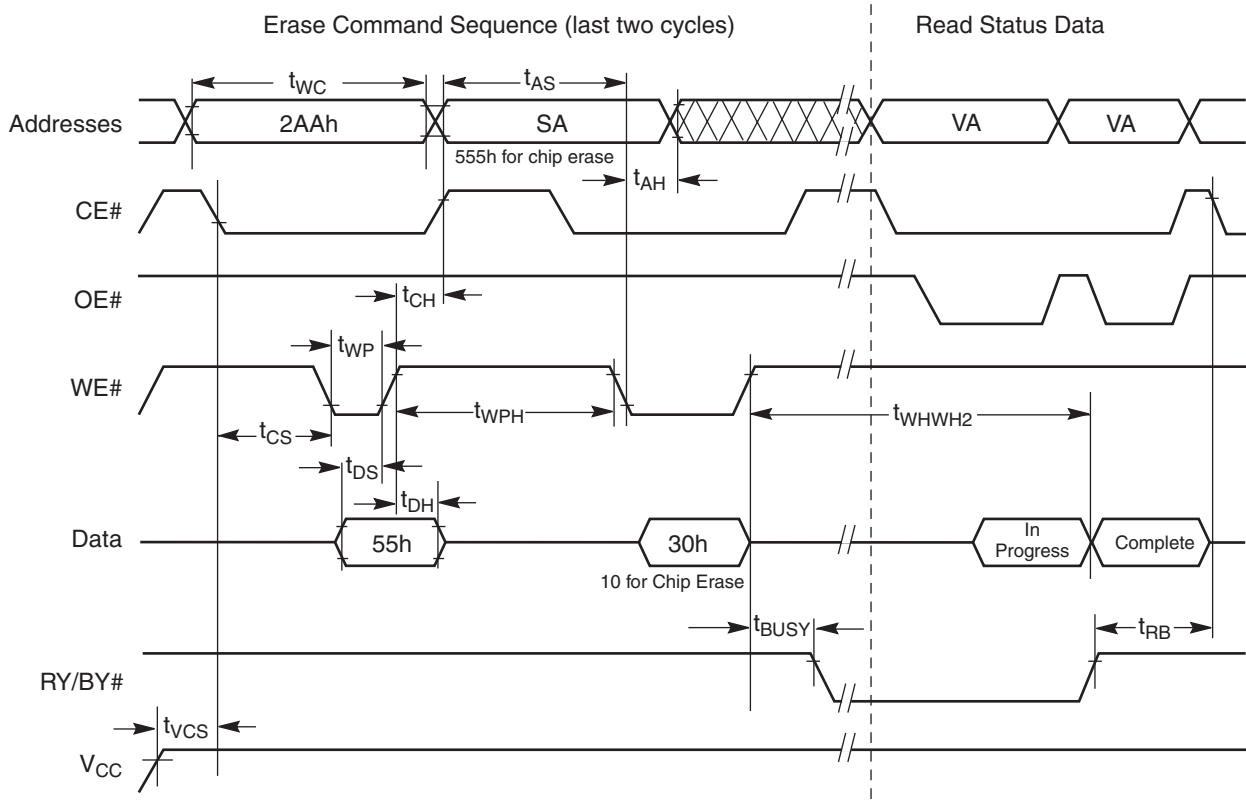 Erase Command Sequence (last two cycles)
Read Status Data
tWC
tAS
Addresses
2AAh
SA
VA
VA
555h for chip erase
tAH
CE#
OE#
tCH
tWP
WE#
tWPH
tWHWH2
tCS
tDS
tDH
Data
55h
30h
In
Progress
Complete
10 for Chip Erase
tBUSY
tRB
RY/BY#
tVCS
VCC